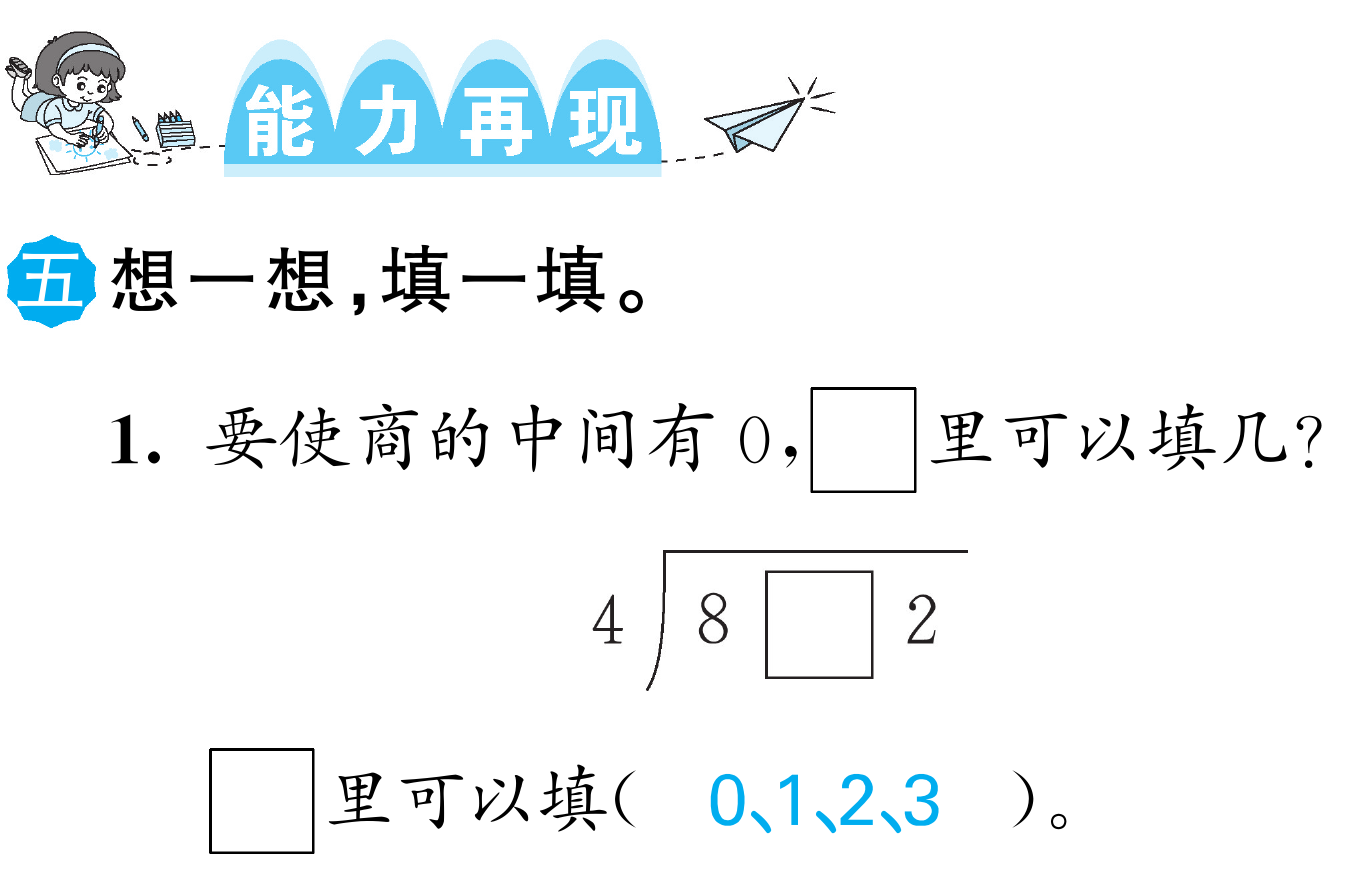 能力再现
五 想一想,填一填。
1. 要使商的中间有0,□里可以填几?
4 8 □ 2
□里可以填( 0、1、2、3 )。